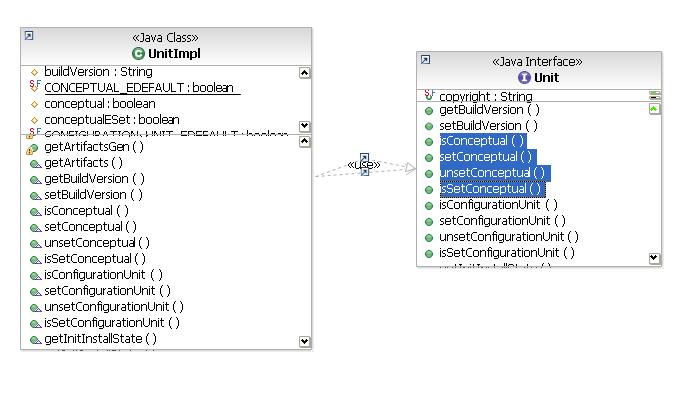 «Java Class»
UnitImpl
buildVersion : String
CONCEPTUAL_EDEFAULT : boolean
conceptual : boolean
conceptualESet : boolean
CONFIGURATION_UNIT_EDEFAULT : boolean
getArtifactsGen ( )
getArtifacts ( )
getBuildVersion ( )
setBuildVersion ( )
isConceptual ( )
setConceptual ( )
unsetConceptual ( )
isSetConceptual ( )
isConfigurationUnit ( )
setConfigurationUnit ( )
unsetConfigurationUnit ( )
isSetConfigurationUnit ( )
getInitInstallState ( )
«use»
«Java Interface»
Unit
copyright : String
getBuildVersion ( )
setBuildVersion ( )
isConceptual ( )
setConceptual ( )
unsetConceptual ( )
isSetConceptual ( )
isConfigurationUnit ( )
setConfigurationUnit ( )
unsetConfigurationUnit ( )
isSetConfigurationUnit ( )